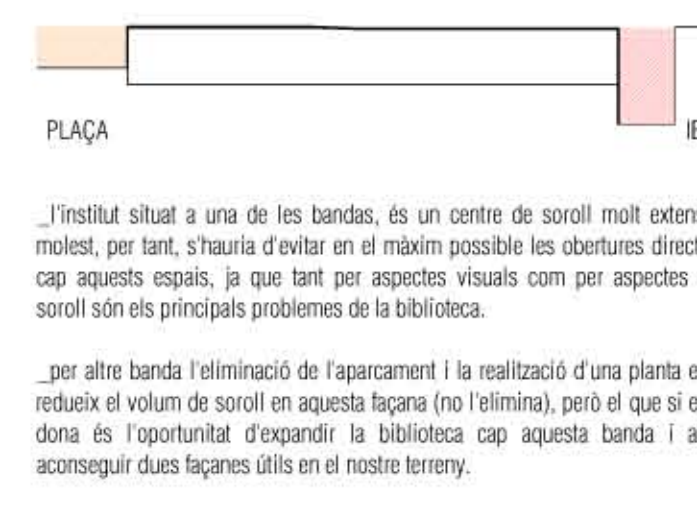 PLAÇA
_l'institut situat a una de les bandas, és un centre de soroll molt
molest, per tant, s'hauria d'evitar en el màxim possible les obertures
cap aquests espais, ja que tant per aspectes visuals com per aspectes
soroll són els principals problemes de la biblioteca.
_per altre banda l'eliminació de l'aparcament i la realització d'una planta
redueix el volum de soroll en aquesta façana (no l'elimina), però el que si
dona és l'oportunitat d'expandir la biblioteca cap aquesta banda i
aconseguir dues façanes útils en el nostre terreny.